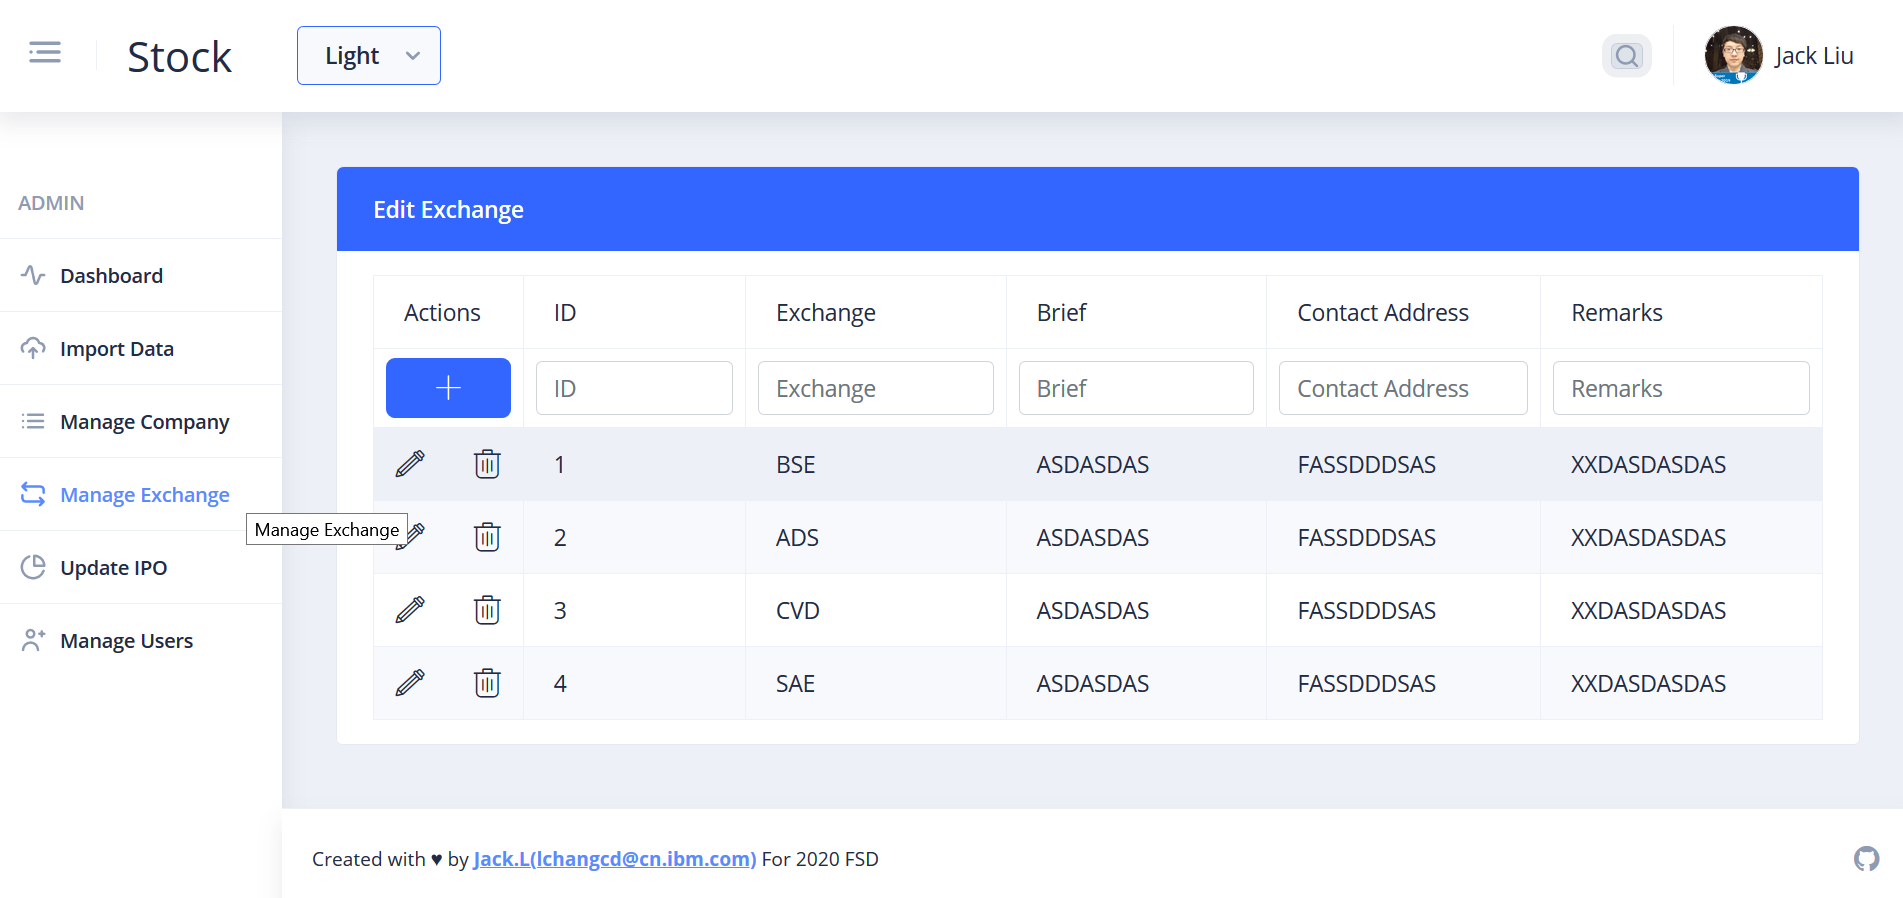 Stock
Light
Jack Liu
ADMIN
Dashboard
Import Data
Manage Company
Manage Exchange
Manage Exchange
Update IPO
Manage Users
Edit Exchange
Actions ID Exchange Brief Contact Address Remarks
ID Exchange Brief Contact Address Remarks
1 BSE ASDASDAS FASSDDDSAS XXDASDASDAS
2 ADS ASDASDAS FASSDDDSAS XXDASDASDAS
3 CVD ASDASDAS FASSDDDSAS XXDASDASDAS
4 SAE ASDASDAS FASSDDDSAS XXDASDASDAS
Created with ♥ by Jack.L(lchangcd@cn.ibm.com) For 2020 FSD